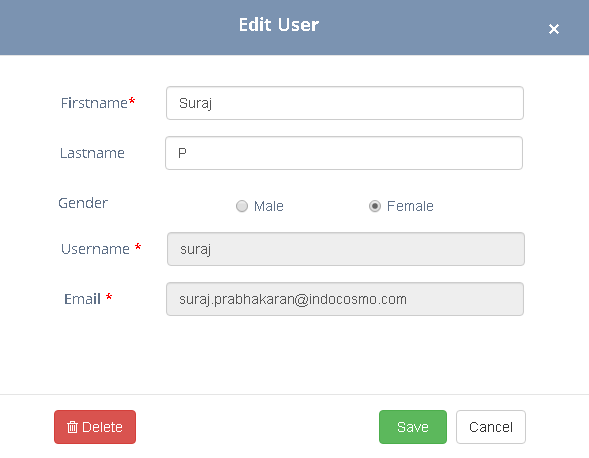 Edit User
×
Firstname*
Suraj
Lastname
P
Gender
Male
Female
Username *
suraj
Email *
suraj.prabhakaran@indocosmo.com
Delete
Save
Cancel